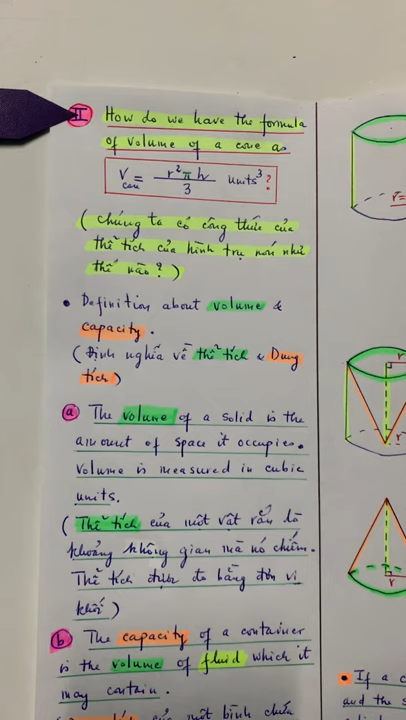 II How do we have the formula
of volume of a cone as
V cone = r²πh / 3 units³?
(Chúng ta có công thức của
thể tích của hình trụ nón như
thế nào?)
• Definition about volume &
capacity.
(Định nghĩa về thể tích & Dung
tích)
a The volume of a solid is the
amount of space it occupies.
Volume is measured in cubic
units.
(Thể tích của một vật rắn là
khoảng không gian mà nó chiếm.
Thể tích được đo bằng đơn vị
khối)
b The capacity of a container
is the volume of fluid which it
may contain.
của một bình chứa
r=
r
r
r
• If a c
and the s